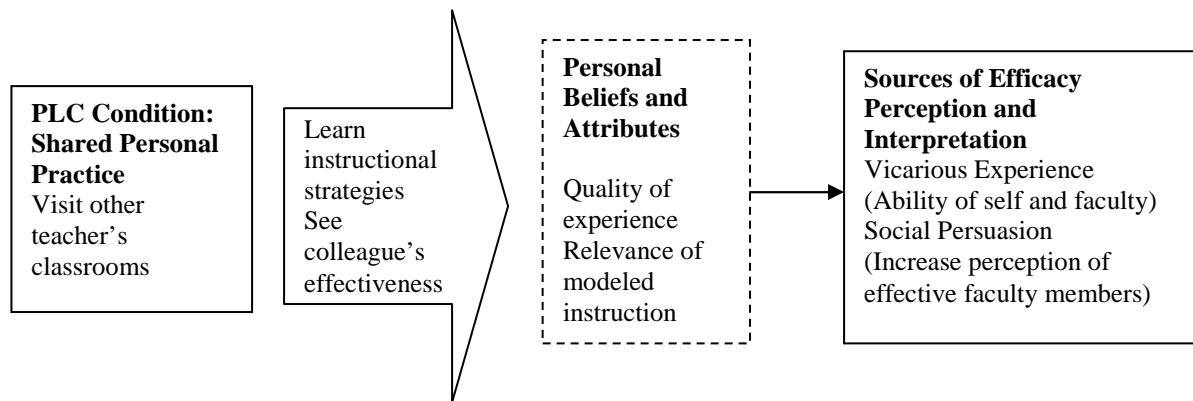 PLC Condition:
Shared Personal
Practice
Visit other
teacher's
classrooms
Learn
instructional
strategies
See
colleague's
effectiveness
Personal
Beliefs and
Attributes
Quality of
experience
Relevance of
modeled
instruction
Sources of Efficacy
Perception and
Interpretation
Vicarious Experience
(Ability of self and faculty)
Social Persuasion
(Increase perception of
effective faculty members)